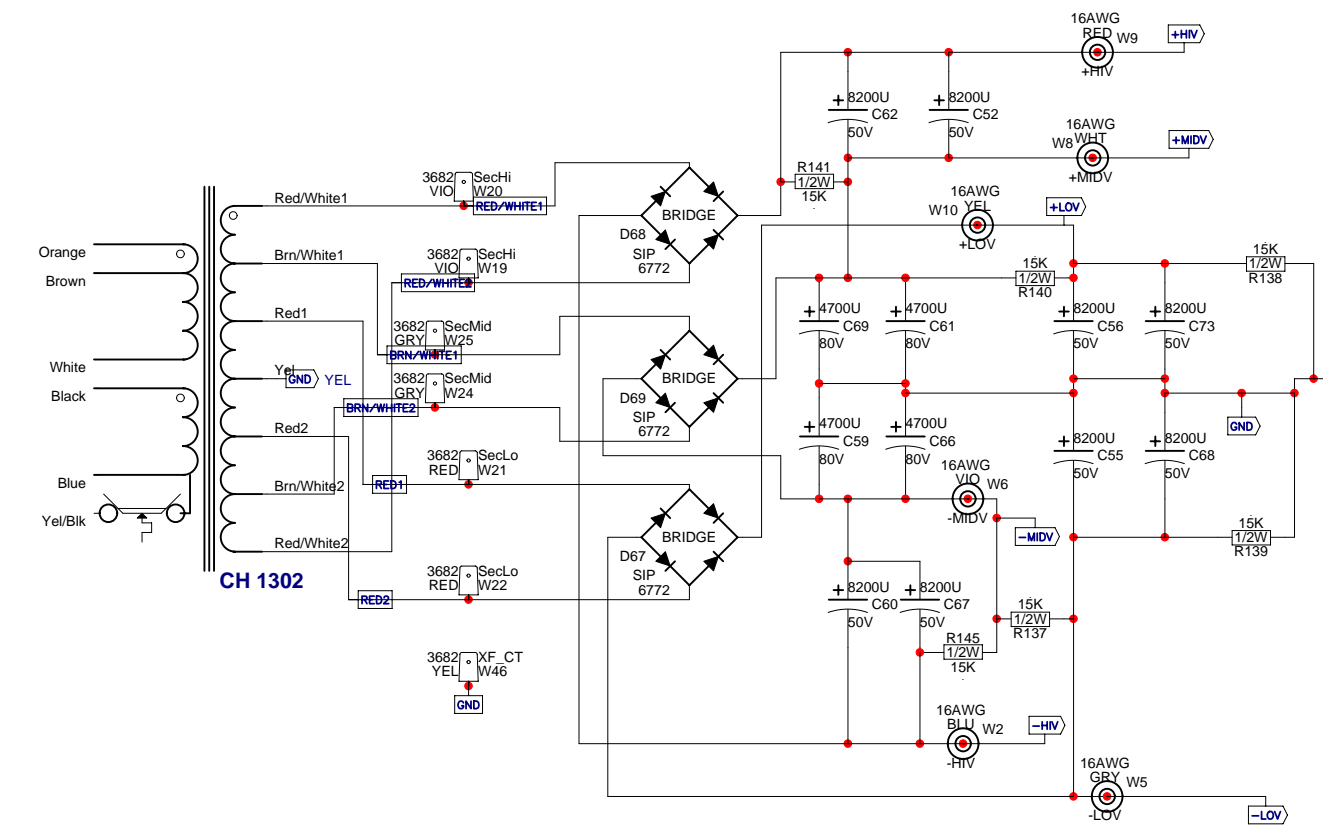 16AWG
RED W9
+HIV
+HIV
+8200U
C62
50V
+8200U
C52
50V
16AWG
W8 WHT
+MIDV
+MIDV
R141
1/2W
15K
3682 SecHi
VIO W20
RED/WHITE1
Red/White1
BRIDGE
D68
SIP
6772
16AWG
W10 YEL
+LOV
+LOV
Orange
Brown
Brn/White1
3682 SecHi
VIO W19
RED/WHITE2
15K
1/2W
R140
15K
1/2W
R138
Red1
3682 SecMid
GRY W25
BRN/WHITE1
+4700U
C69
80V
+4700U
C61
80V
+8200U
C56
50V
+8200U
C73
50V
White
Black
Yel
GND YEL
3682 SecMid
GRY W24
BRN/WHITE2
BRIDGE
D69
SIP
6772
GND
Red2
+4700U
C59
80V
+4700U
C66
80V
+8200U
C55
50V
+8200U
C68
50V
Blue
Yel/Blk
Brn/White2
RED1
3682 SecLo
RED W21
16AWG
VIO W6
-MIDV
-MIDV
Red/White2
CH 1302
BRIDGE
D67
SIP
6772
15K
1/2W
R139
RED2
3682 SecLo
RED W22
+8200U
C60
50V
+8200U
C67
50V
15K
1/2W
R137
R145
1/2W
15K
3682 XF_CT
YEL W46
GND
16AWG
BLU W2
-HIV
-HIV
16AWG
GRY W5
-LOV
-LOV